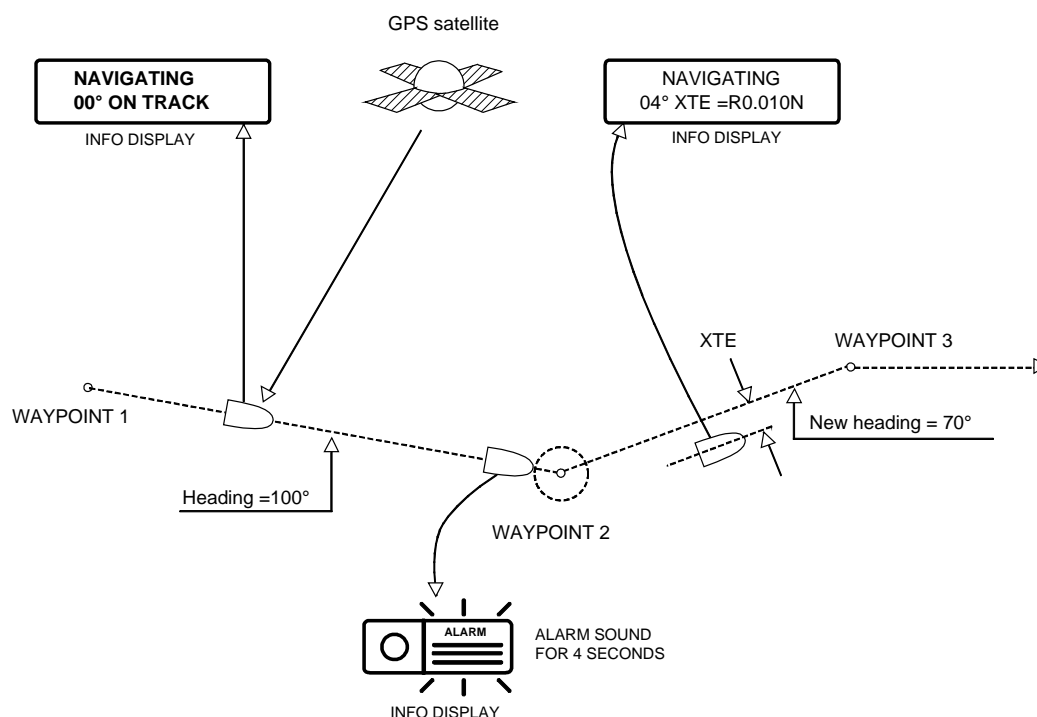 GPS satellite
NAVIGATING
00° ON TRACK
INFO DISPLAY
NAVIGATING
04° XTE =R0.010N
INFO DISPLAY
XTE
WAYPOINT 3
WAYPOINT 1
New heading = 70°
Heading =100°
WAYPOINT 2
ALARM
ALARM SOUND
FOR 4 SECONDS
INFO DISPLAY